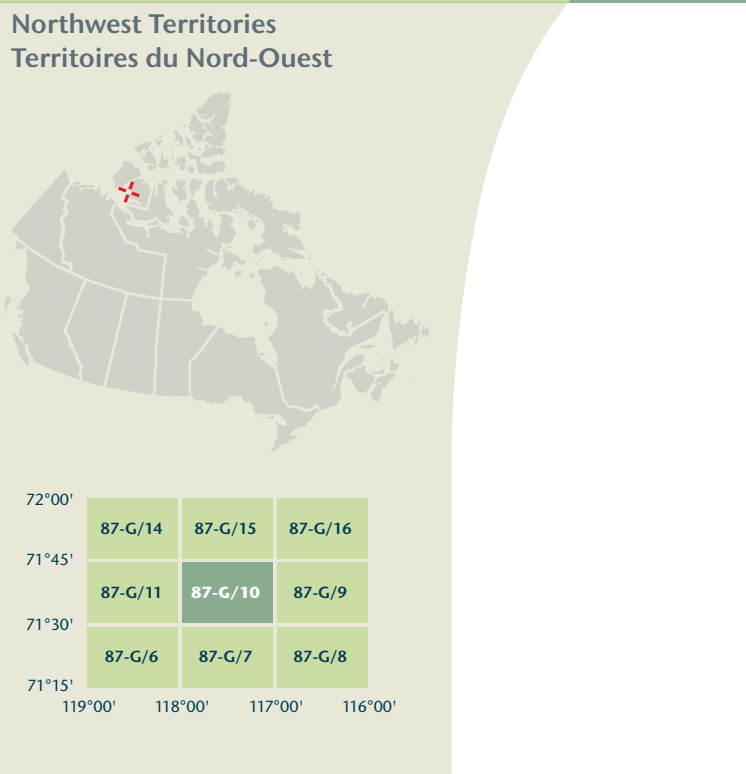 Northwest Territories
Territoires du Nord-Ouest
72°00'
87-G/14 87-G/15 87-G/16
71°45'
87-G/11 87-G/10 87-G/9
71°30'
87-G/6 87-G/7 87-G/8
71°15'
119°00' 118°00' 117°00' 116°00'